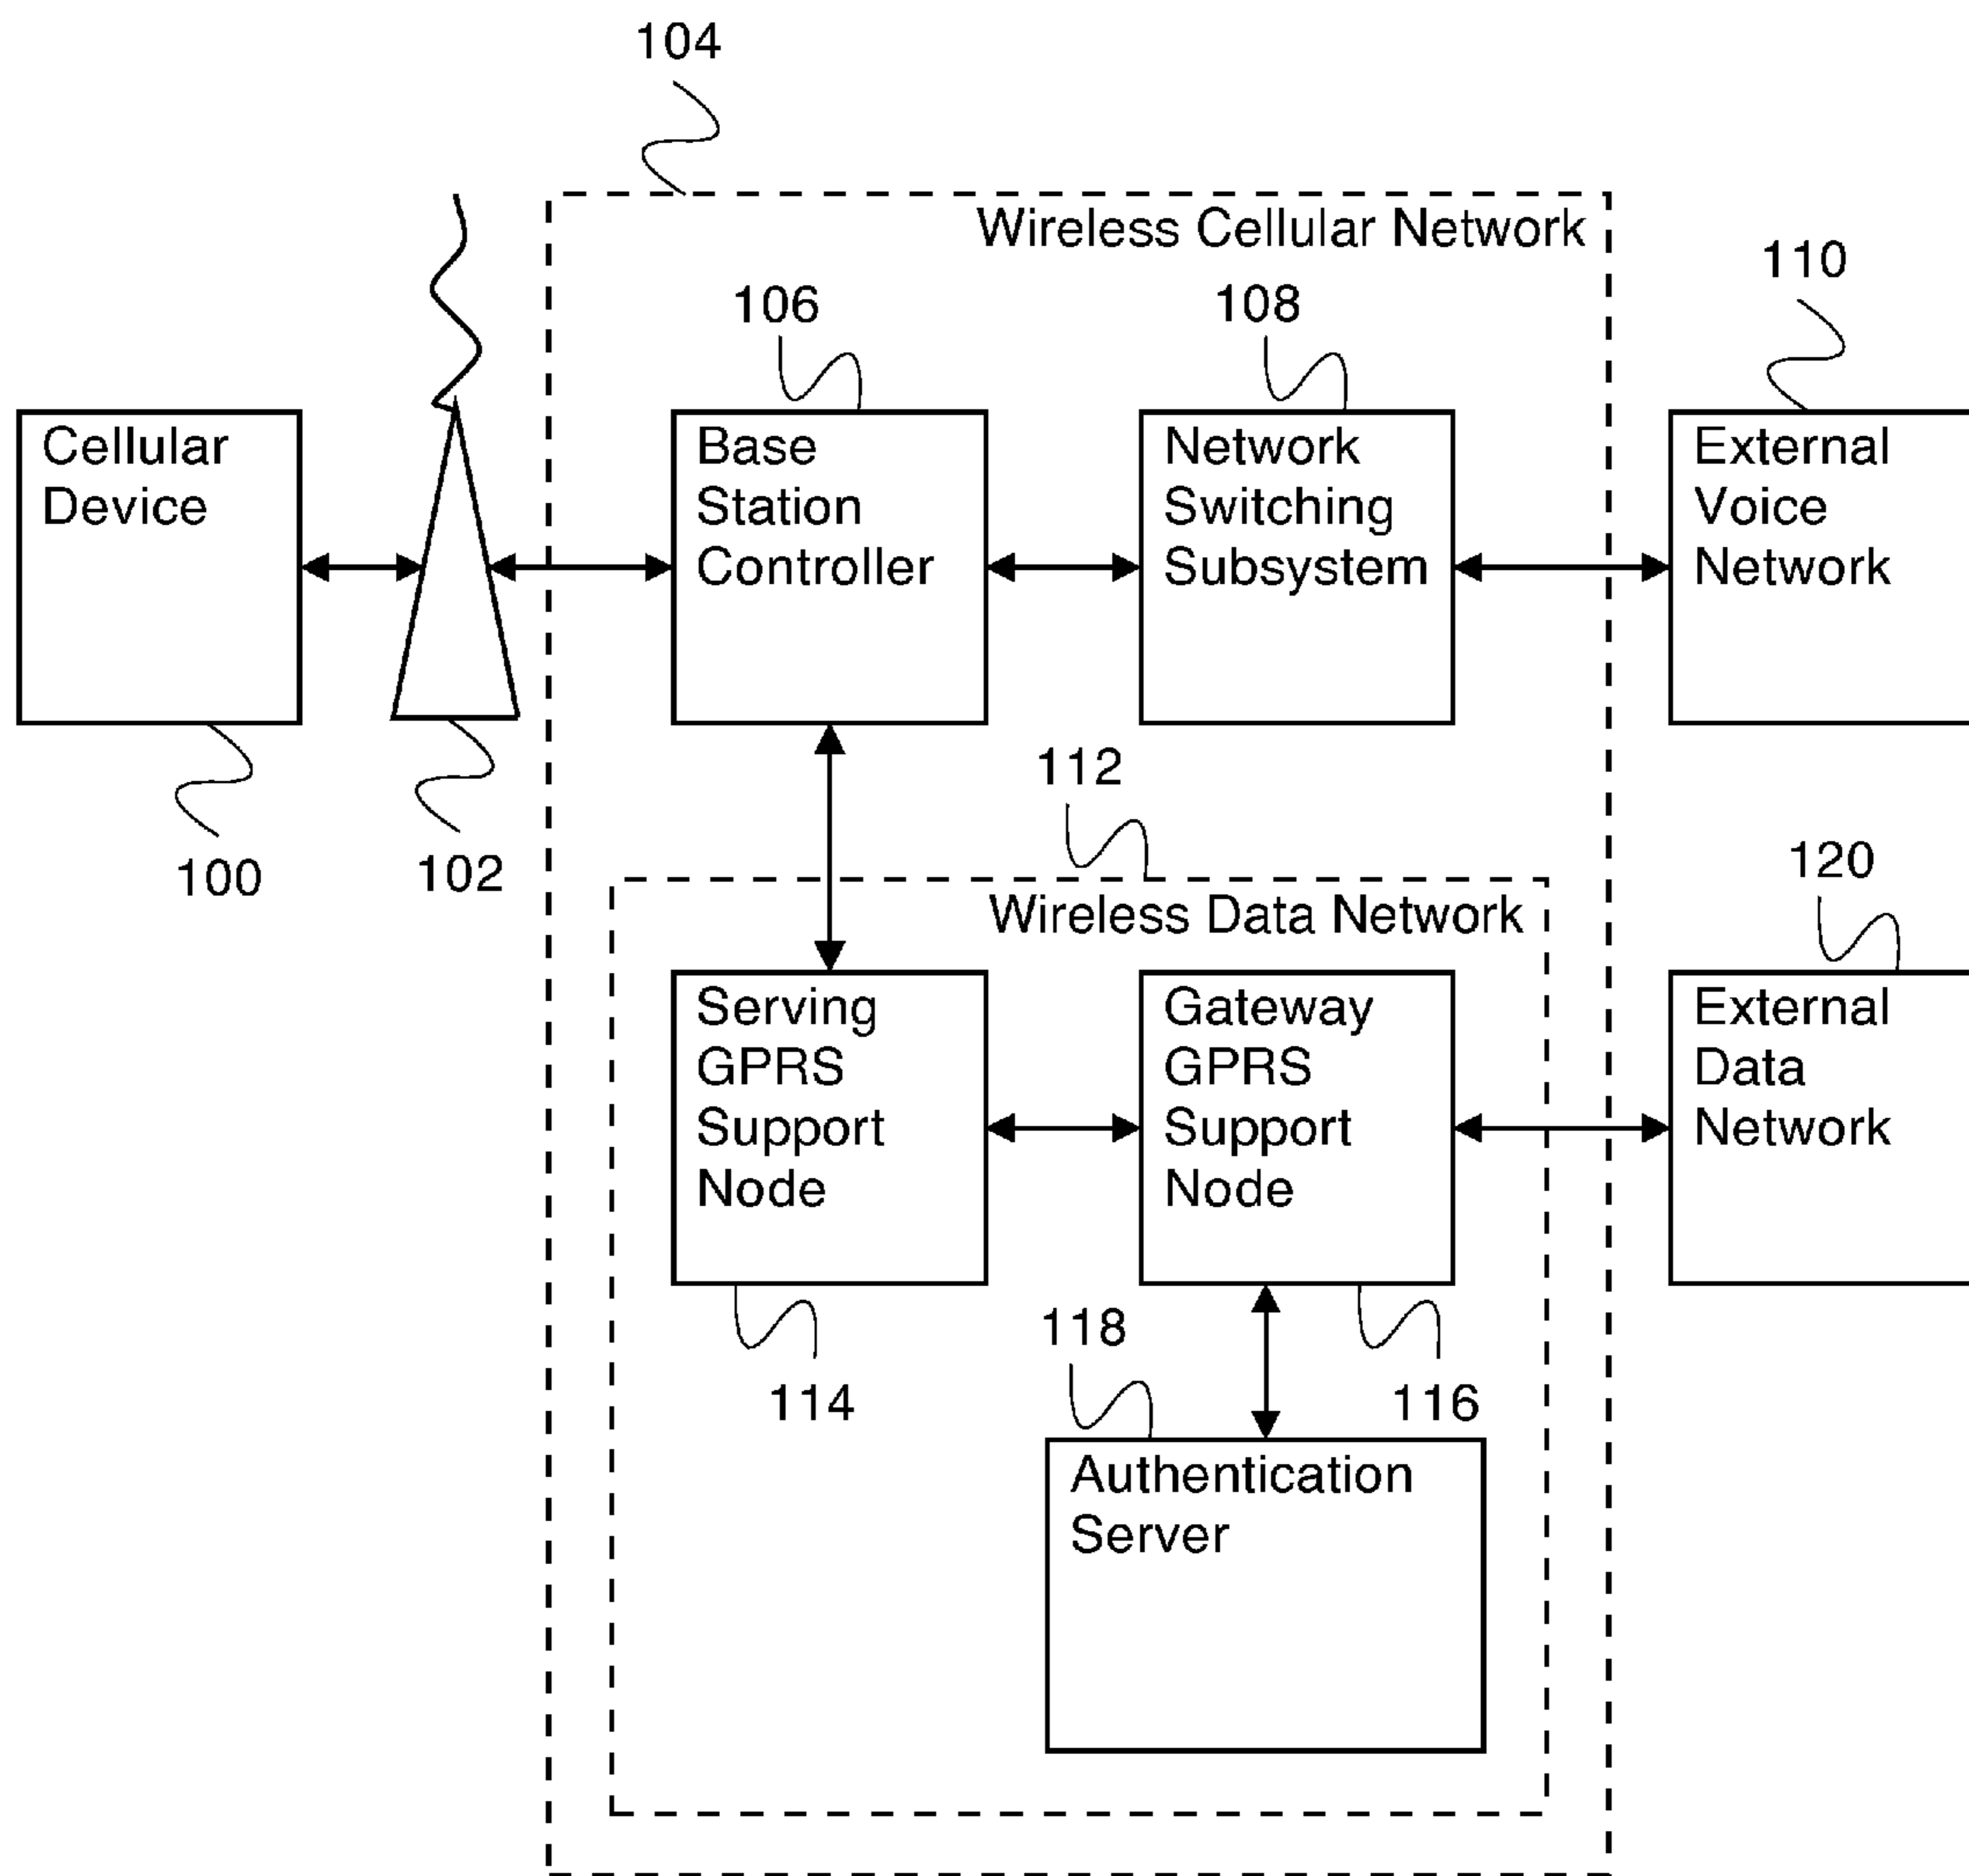 104
Wireless Cellular Network
110
106
108
Cellular
Device
Base
Station
Controller
Network
Switching
Subsystem
External
Voice
Network
112
100
102
120
Wireless Data Network
Serving
GPRS
Support
Node
Gateway
GPRS
Support
Node
External
Data
Network
118
114
116
Authentication
Server